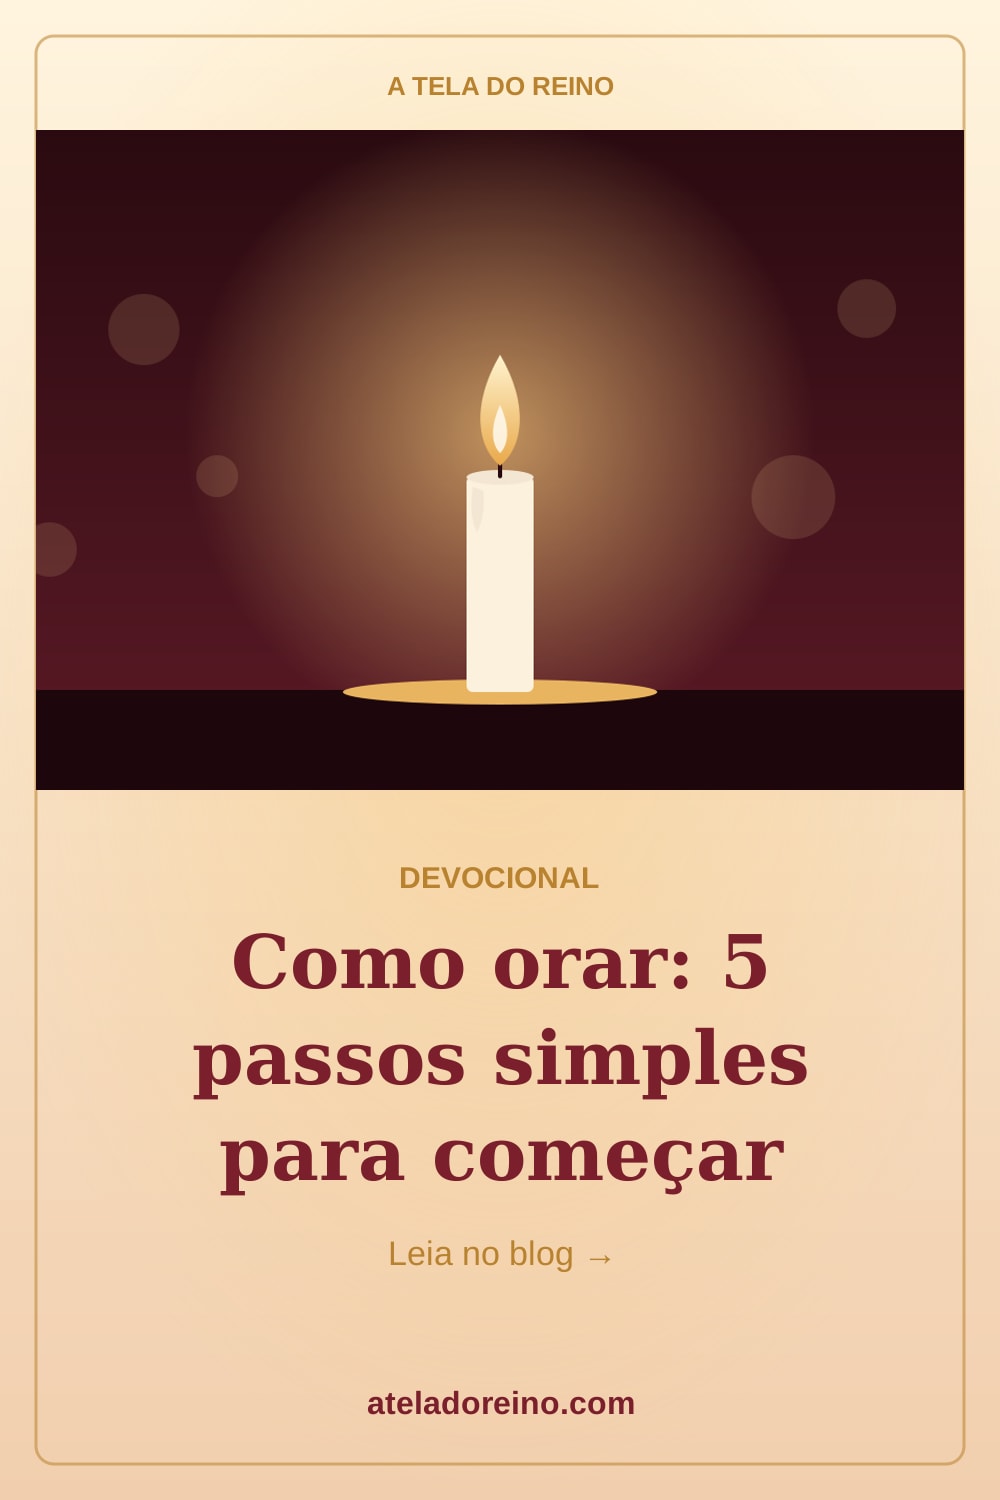 A TELA DO REINO
DEVOCIONAL
Como orar: 5
passos simples
para começar
Leia no blog →
ateladoreino.com